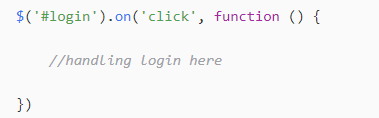 $('#login').on('click', function () {
//handling login here
})